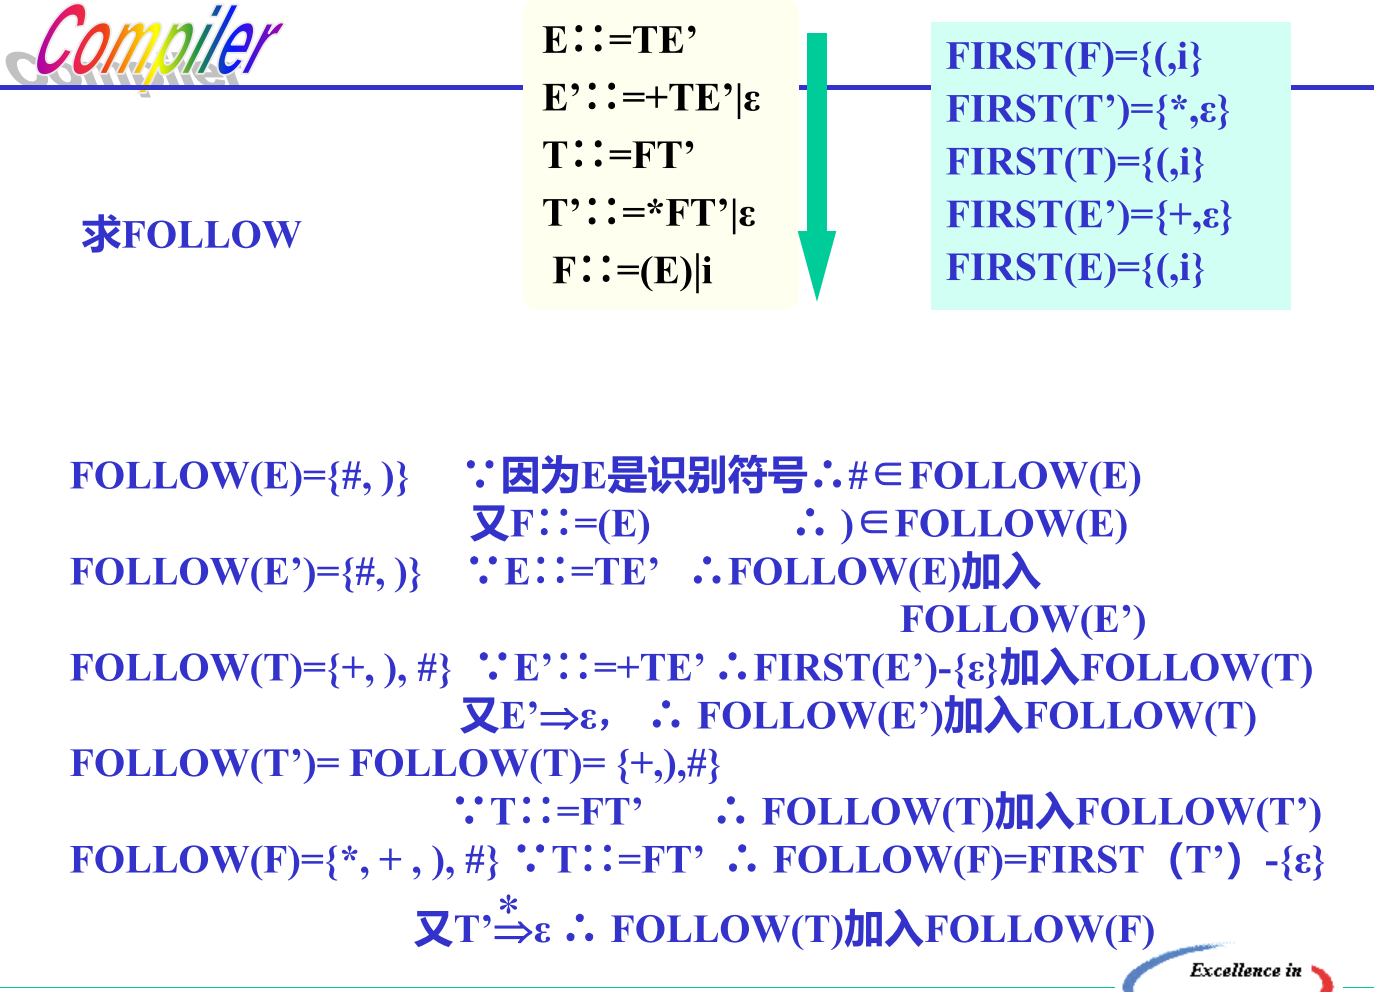 Compiler
E∷=TE’
E’∷=+TE’|ε
T∷=FT’
T’∷=*FT’|ε
F∷=(E)|i
FIRST(F)={(,i}
FIRST(T’)={*,ε}
FIRST(T)={(,i}
FIRST(E’)={+,ε}
FIRST(E)={(,i}
求FOLLOW
FOLLOW(E)={#, )} ∵因为E是识别符号∴#∈FOLLOW(E)
又F∷=(E) ∴ )∈FOLLOW(E)
FOLLOW(E’)={#, )} ∵E∷=TE’ ∴FOLLOW(E)加入
FOLLOW(E’)
FOLLOW(T)={+, ), #} ∵E’∷=+TE’ ∴FIRST(E’)-{ε}加入FOLLOW(T)
又E’⇒ε, ∴ FOLLOW(E’)加入FOLLOW(T)
FOLLOW(T’)= FOLLOW(T)= {+,),#}
∵T∷=FT’ ∴ FOLLOW(T)加入FOLLOW(T’)
FOLLOW(F)={*, + , ), #} ∵T∷=FT’ ∴ FOLLOW(F)=FIRST（T’）-{ε}
*
又T’⇒ε ∴ FOLLOW(T)加入FOLLOW(F)
Excellence in